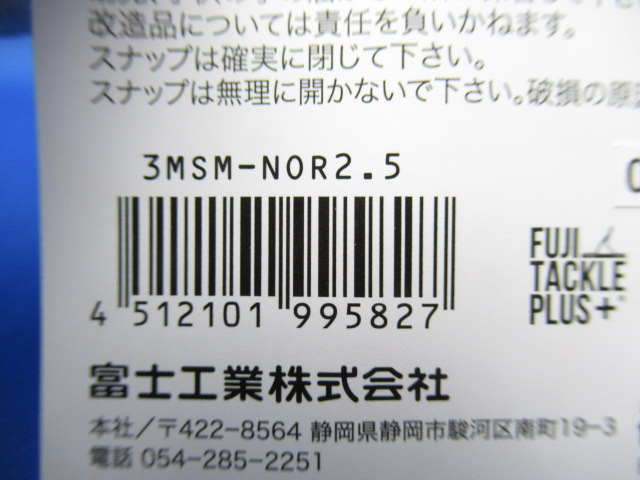 改造品については責任を負いかねます。
スナップは確実に閉じて下さい。
スナップは無理に開かないで下さい。破損の原
3MSM-NOR2.5
4 512101 995827
FUJI
TACKLE
PLUS+
富士工業株式会社
本社/〒422-8564 静岡県静岡市駿河区南町19-3
電話 054-285-2251